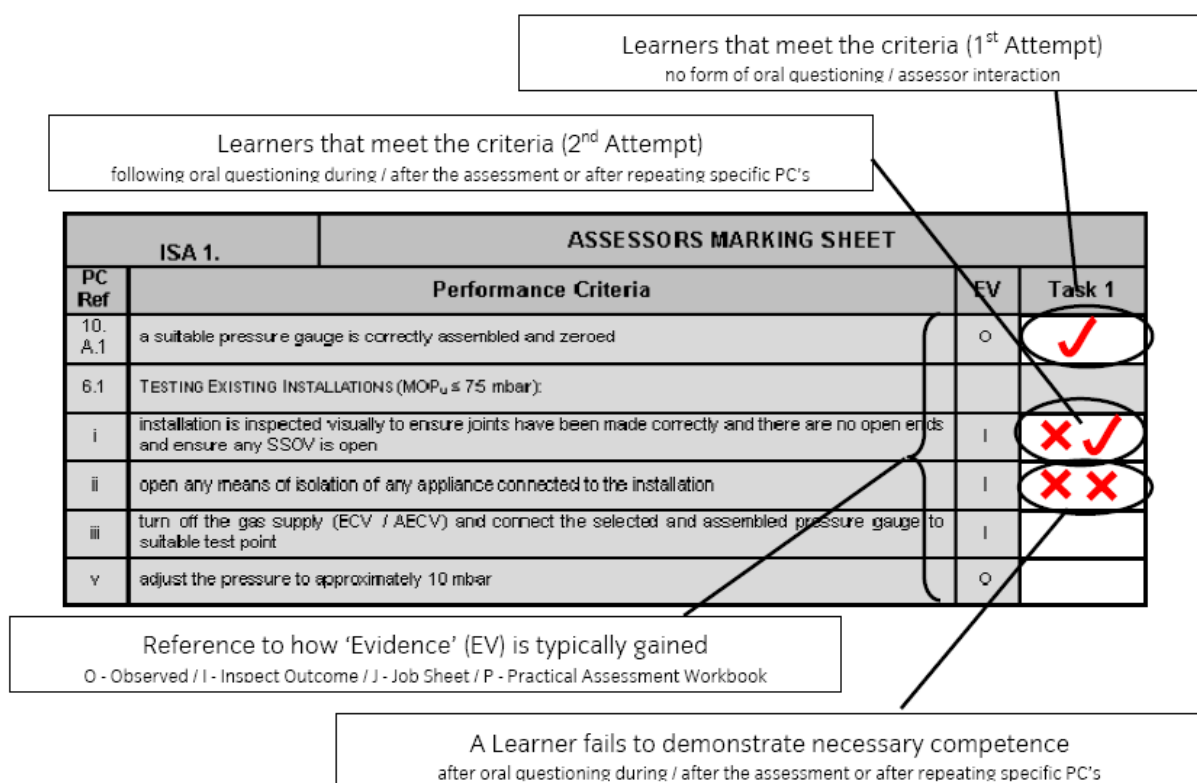 Learners that meet the criteria (1st Attempt)
no form of oral questioning / assessor interaction
Learners that meet the criteria (2nd Attempt)
following oral questioning during / after the assessment or after repeating specific PC's
ISA 1.
ASSESSORS MARKING SHEET
PC Ref
Performance Criteria
EV
Task 1
10. A.1
a suitable pressure gauge is correctly assembled and zeroed
O
6.1
TESTING EXISTING INSTALLATIONS (MOPu ≤ 75 mbar):
i
installation is inspected visually to ensure joints have been made correctly and there are no open ends
and ensure any SSOV is open
I
ii
open any means of isolation of any appliance connected to the installation
I
iii
turn off the gas supply (ECV / AECV) and connect the selected and assembled pressure gauge to
suitable test point
I
v
adjust the pressure to approximately 10 mbar
O
Reference to how 'Evidence' (EV) is typically gained
O - Observed / I - Inspect Outcome / J - Job Sheet / P - Practical Assessment Workbook
A Learner fails to demonstrate necessary competence
after oral questioning during / after the assessment or after repeating specific PC's